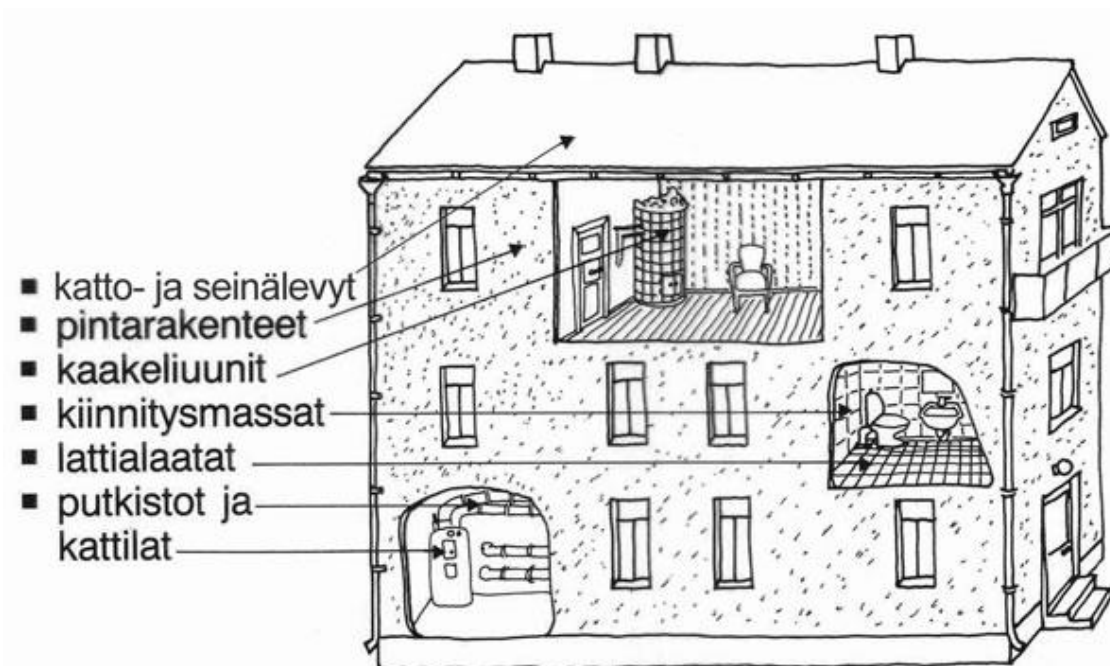 ▪ katto- ja seinälevyt
▪ pintarakenteet
▪ kaakeliuunit
▪ kiinnitysmassat
▪ lattialaatat
▪ putkistot ja
kattilat